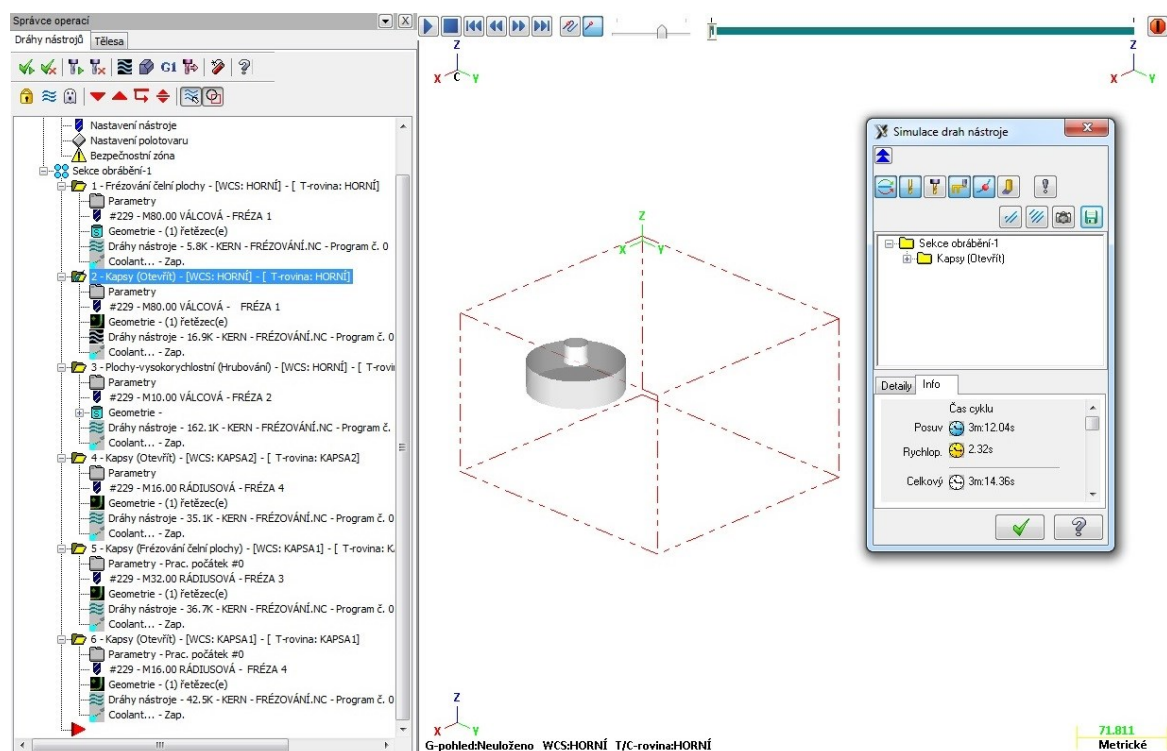 Správce operací
Dráhy nástrojů Tělesa
G1
Nastavení nástroje
Nastavení polotovaru
Bezpečnostní zóna
Sekce obrábění-1
1 - Frézování čelní plochy - [WCS: HORNÍ] - [ T-rovina: HORNÍ]
Parametry
#229 - M80.00 VÁLCOVÁ - FRÉZA 1
Geometrie - (1) řetězec(e)
Dráhy nástroje - 5.8K - KERN - FRÉZOVÁNÍ.NC - Program č. 0
Coolant... - Zap.
2 - Kapsy (Otevřít) - [WCS: HORNÍ] - [ T-rovina: HORNÍ]
Parametry
#229 - M80.00 VÁLCOVÁ - FRÉZA 1
Geometrie - (1) řetězec(e)
Dráhy nástroje - 16.9K - KERN - FRÉZOVÁNÍ.NC - Program č. 0
Coolant... - Zap.
3 - Plochy-vysokorychlostní (Hrubování) - [WCS: HORNÍ] - [ T-rovi
Parametry
#229 - M10.00 VÁLCOVÁ - FRÉZA 2
Geometrie -
Dráhy nástroje - 162.1K - KERN - FRÉZOVÁNÍ.NC - Program č.
Coolant... - Zap.
4 - Kapsy (Otevřít) - [WCS: KAPSA2] - [ T-rovina: KAPSA2]
Parametry
#229 - M16.00 RÁDIUSOVÁ - FRÉZA 4
Geometrie - (1) řetězec(e)
Dráhy nástroje - 35.1K - KERN - FRÉZOVÁNÍ.NC - Program č. 0
Coolant... - Zap.
5 - Kapsy (Frézování čelní plochy) - [WCS: KAPSA1] - [ T-rovina: K
Parametry - Prac. počátek #0
#229 - M32.00 RÁDIUSOVÁ - FRÉZA 3
Geometrie - (1) řetězec(e)
Dráhy nástroje - 36.7K - KERN - FRÉZOVÁNÍ.NC - Program č. 0
Coolant... - Zap.
6 - Kapsy (Otevřít) - [WCS: KAPSA1] - [ T-rovina: KAPSA1]
Parametry - Prac. počátek #0
#229 - M16.00 RÁDIUSOVÁ - FRÉZA 4
Geometrie - (1) řetězec(e)
Dráhy nástroje - 42.5K - KERN - FRÉZOVÁNÍ.NC - Program č. 0
Coolant... - Zap.
Z
X C Y
Z
X Y
Z
X Y
Z
X Y
G-pohled:Neuloženo WCS:HORNÍ T/C-rovina:HORNÍ
71.811
Metrické
Simulace drah nástroje
Sekce obrábění-1
Kapsy (Otevřít)
Detaily Info
Čas cyklu
Posuv 3m:12.04s
Rychlop. 2.32s
Celkový 3m:14.36s